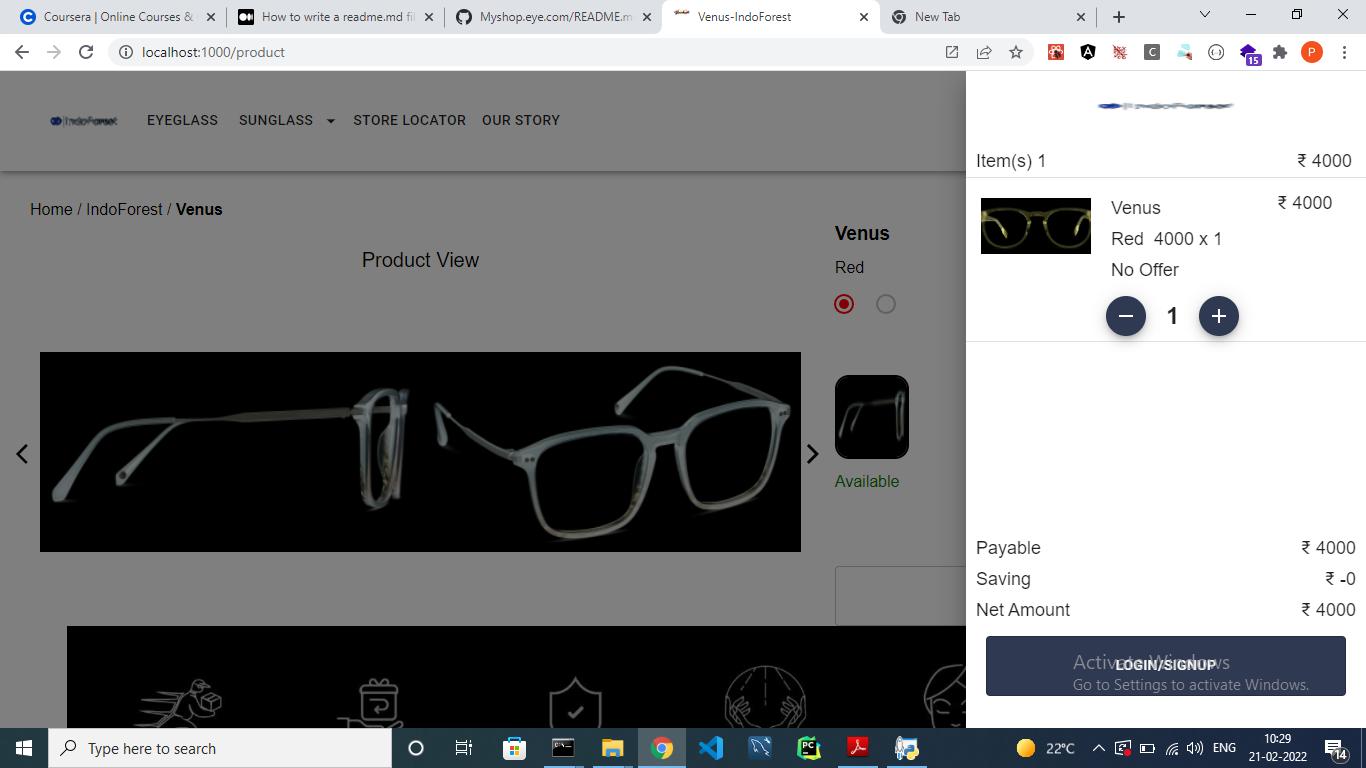 Coursera | Online Courses &
How to write a readme.md fil
Myshop.eye.com/README.m
Venus-IndoForest
New Tab
localhost:1000/product
C
15
P
IndoForest
EYEGLASS
SUNGLASS
STORE LOCATOR
OUR STORY
Home / IndoForest / Venus
Product View
Venus
Red
Available
Item(s) 1 ₹ 4000
Venus ₹ 4000
Red 4000 x 1
No Offer
1
Payable ₹ 4000
Saving ₹ -0
Net Amount ₹ 4000
LOGIN/SIGNUP
Activate Windows
Go to Settings to activate Windows.
Type here to search
PC
22°C
ENG
10:29
21-02-2022
14